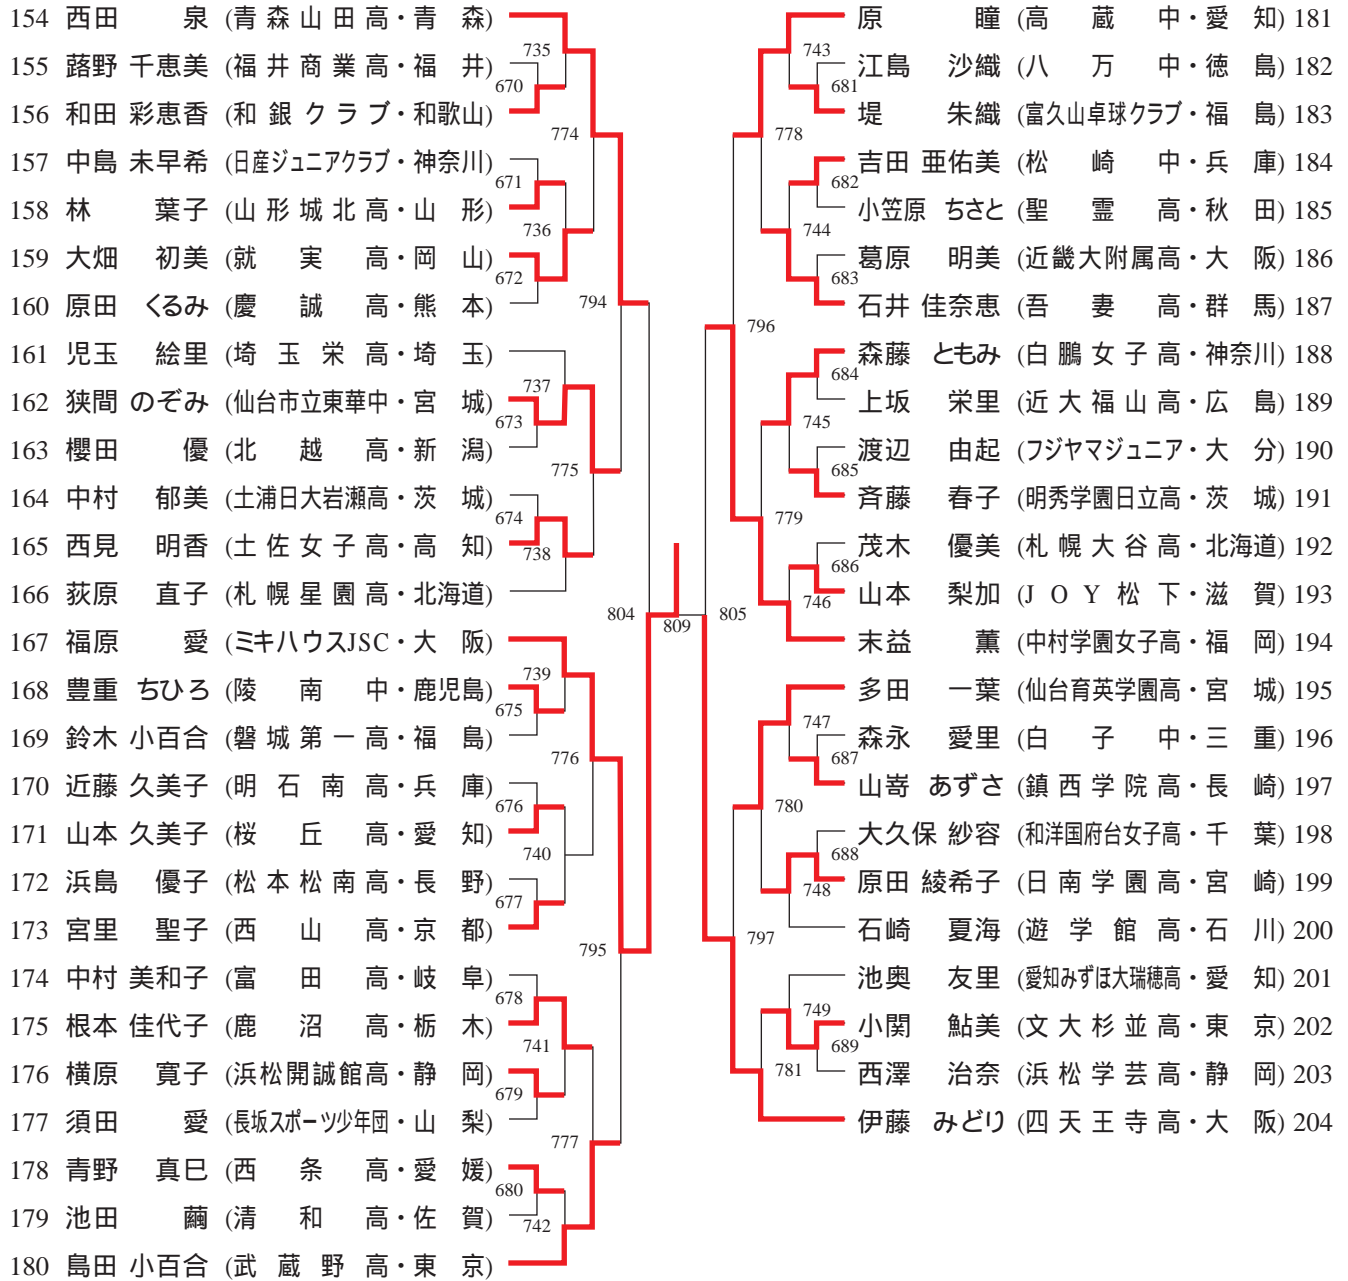 154 西田 泉 (青森山田高・青森)
155 蕗野 千恵美 (福井商業高・福井)
156 和田 彩恵香 (和銀クラブ・和歌山)
157 中島 未早希 (日産ジュニアクラブ・神奈川)
158 林 葉子 (山形城北高・山形)
159 大畑 初美 (就実高・岡山)
160 原田 くるみ (慶誠高・熊本)
161 児玉 絵里 (埼玉栄高・埼玉)
162 狭間 のぞみ (仙台市立東華中・宮城)
163 櫻田 優 (北越高・新潟)
164 中村 郁美 (土浦日大岩瀬高・茨城)
165 西見 明香 (土佐女子高・高知)
166 荻原 直子 (札幌星園高・北海道)
167 福原 愛 (ミキハウスJSC・大阪)
168 豊重 ちひろ (陵南中・鹿児島)
169 鈴木 小百合 (磐城第一高・福島)
170 近藤 久美子 (明石南高・兵庫)
171 山本 久美子 (桜丘高・愛知)
172 浜島 優子 (松本松南高・長野)
173 宮里 聖子 (西山高・京都)
174 中村 美和子 (富田高・岐阜)
175 根本 佳代子 (鹿沼高・栃木)
176 横原 寛子 (浜松開誠館高・静岡)
177 須田 愛 (長坂スポーツ少年団・山梨)
178 青野 真巳 (西条高・愛媛)
179 池田 繭 (清和高・佐賀)
180 島田 小百合 (武蔵野高・東京)
735
670
774
671
736
672
794
737
673
775
674
738
804
739
675
776
676
740
677
795
678
741
679
777
680
742
809
原 瞳 (高蔵中・愛知) 181
江島 沙織 (八万中・徳島) 182
堤 朱織 (富久山卓球クラブ・福島) 183
吉田 亜佑美 (松崎中・兵庫) 184
小笠原 ちさと (聖霊高・秋田) 185
葛原 明美 (近畿大附属高・大阪) 186
石井 佳奈恵 (吾妻高・群馬) 187
森藤 ともみ (白鵬女子高・神奈川) 188
上坂 栄里 (近大福山高・広島) 189
渡辺 由起 (フジヤマジュニア・大分) 190
斉藤 春子 (明秀学園日立高・茨城) 191
茂木 優美 (札幌大谷高・北海道) 192
山本 梨加 (JOY松下・滋賀) 193
末益 薫 (中村学園女子高・福岡) 194
多田 一葉 (仙台育英学園高・宮城) 195
森永 愛里 (白子中・三重) 196
山嵜 あずさ (鎮西学院高・長崎) 197
大久保 紗容 (和洋国府台女子高・千葉) 198
原田 綾希子 (日南学園高・宮崎) 199
石崎 夏海 (遊学館高・石川) 200
池奥 友里 (愛知みずほ大瑞穂高・愛知) 201
小関 鮎美 (文大杉並高・東京) 202
西澤 治奈 (浜松学芸高・静岡) 203
伊藤 みどり (四天王寺高・大阪) 204
743
681
778
682
744
683
796
684
745
685
779
686
746
805
747
687
780
688
748
797
749
689
781